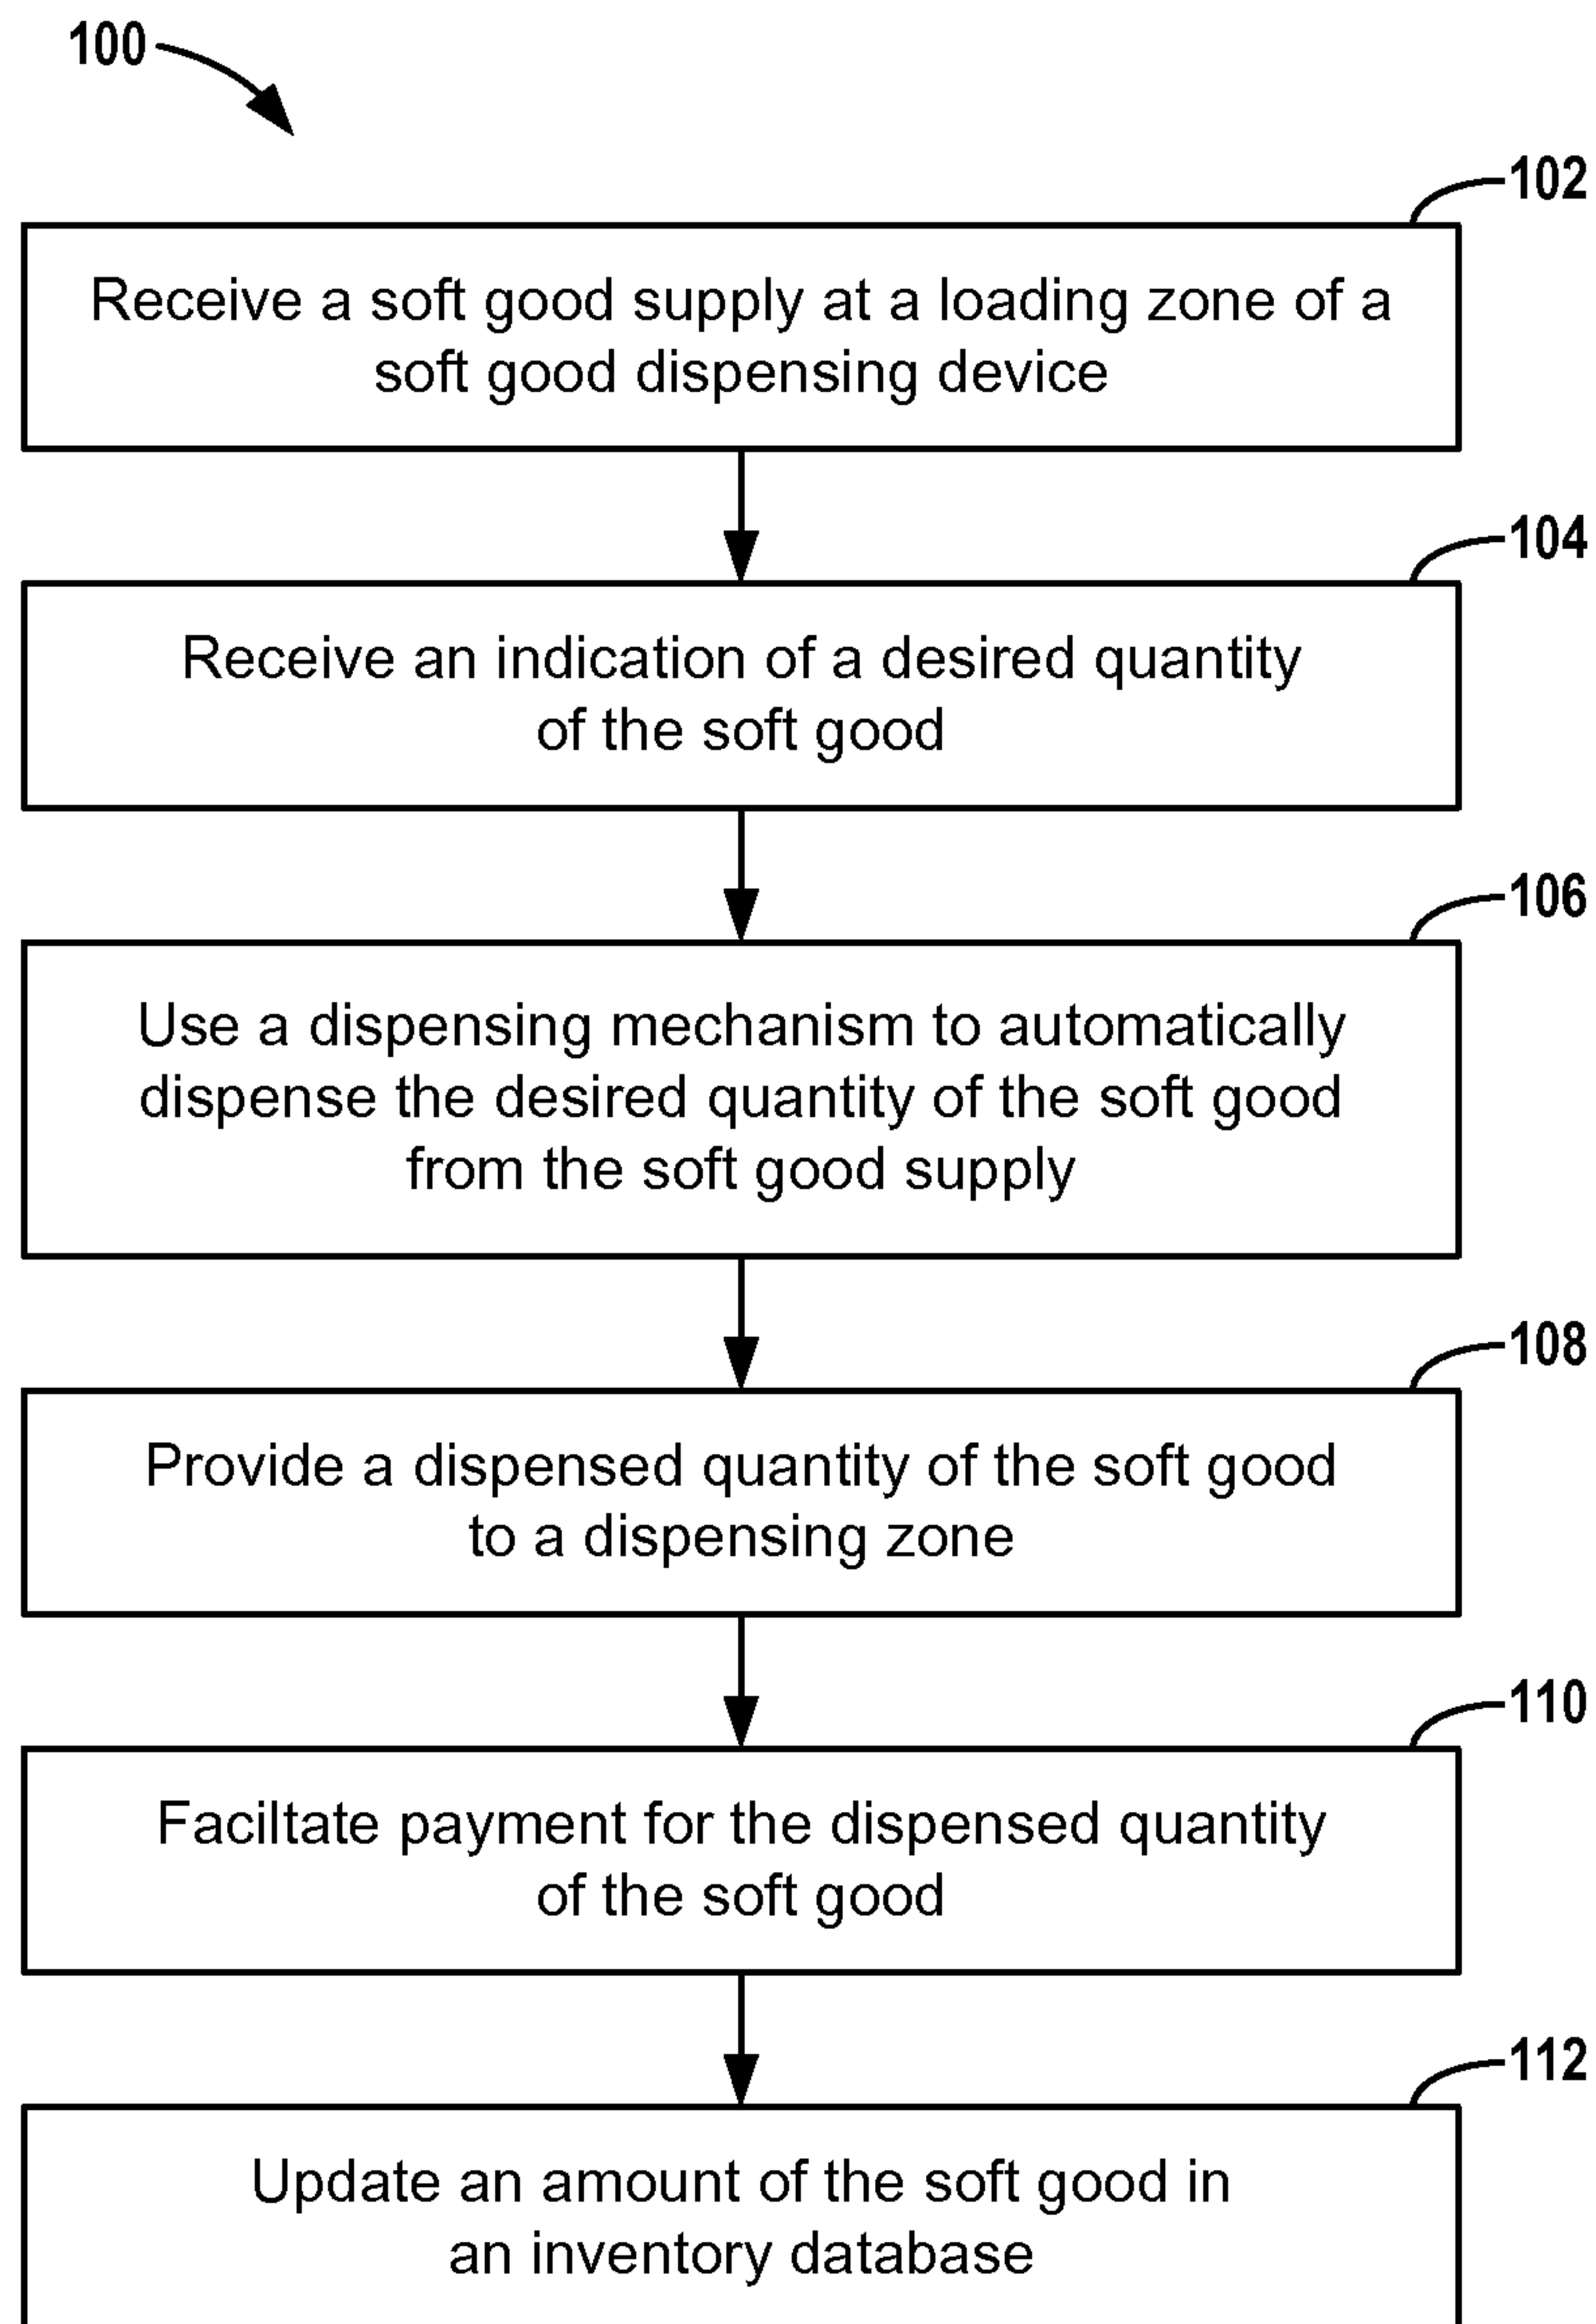 100
102
Receive a soft good supply at a loading zone of a
soft good dispensing device
104
Receive an indication of a desired quantity
of the soft good
106
Use a dispensing mechanism to automatically
dispense the desired quantity of the soft good
from the soft good supply
108
Provide a dispensed quantity of the soft good
to a dispensing zone
110
Faciltate payment for the dispensed quantity
of the soft good
112
Update an amount of the soft good in
an inventory database